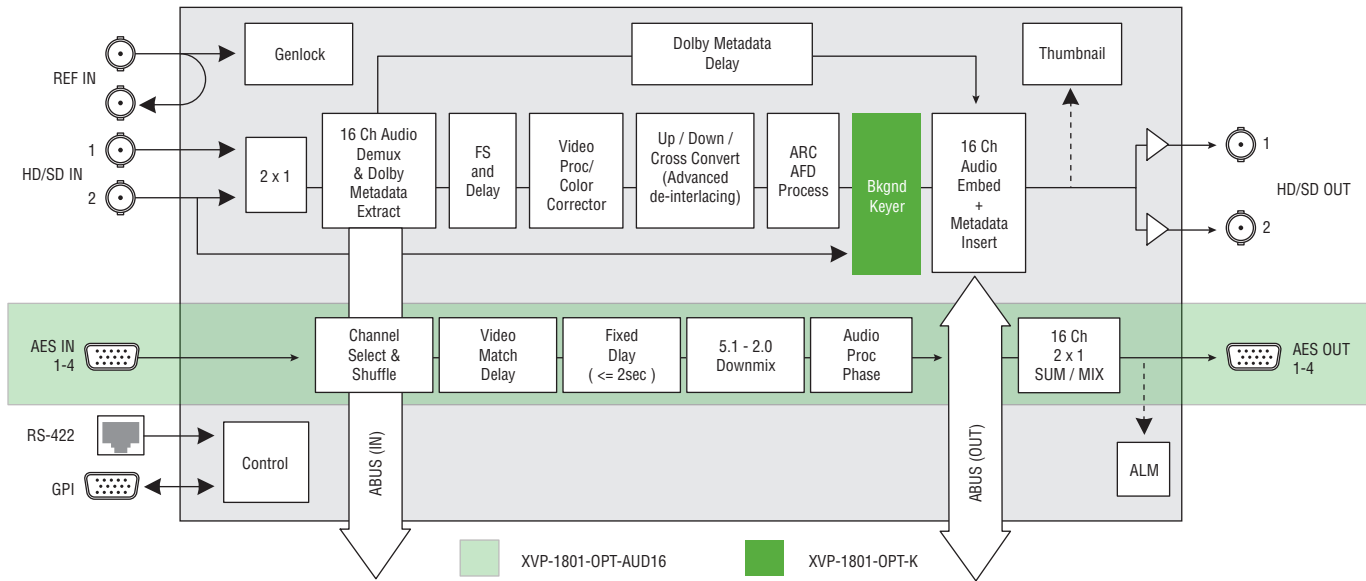 REF IN
Genlock
Dolby Metadata
Delay
Thumbnail
1
HD/SD IN
2
2 x 1
16 Ch Audio
Demux
& Dolby
Metadata
Extract
FS
and
Delay
Video
Proc/
Color
Corrector
Up / Down /
Cross Convert
(Advanced
de-interlacing)
ARC
AFD
Process
Bkgnd
Keyer
16 Ch
Audio
Embed
+
Metadata
Insert
1
HD/SD OUT
2
AES IN
1-4
Channel
Select &
Shuffle
Video
Match
Delay
Fixed
Dlay
( <= 2sec )
5.1 - 2.0
Downmix
Audio
Proc
Phase
16 Ch
2 x 1
SUM / MIX
AES OUT
1-4
RS-422
GPI
Control
ABUS (IN)
ABUS (OUT)
ALM
XVP-1801-OPT-AUD16
XVP-1801-OPT-K